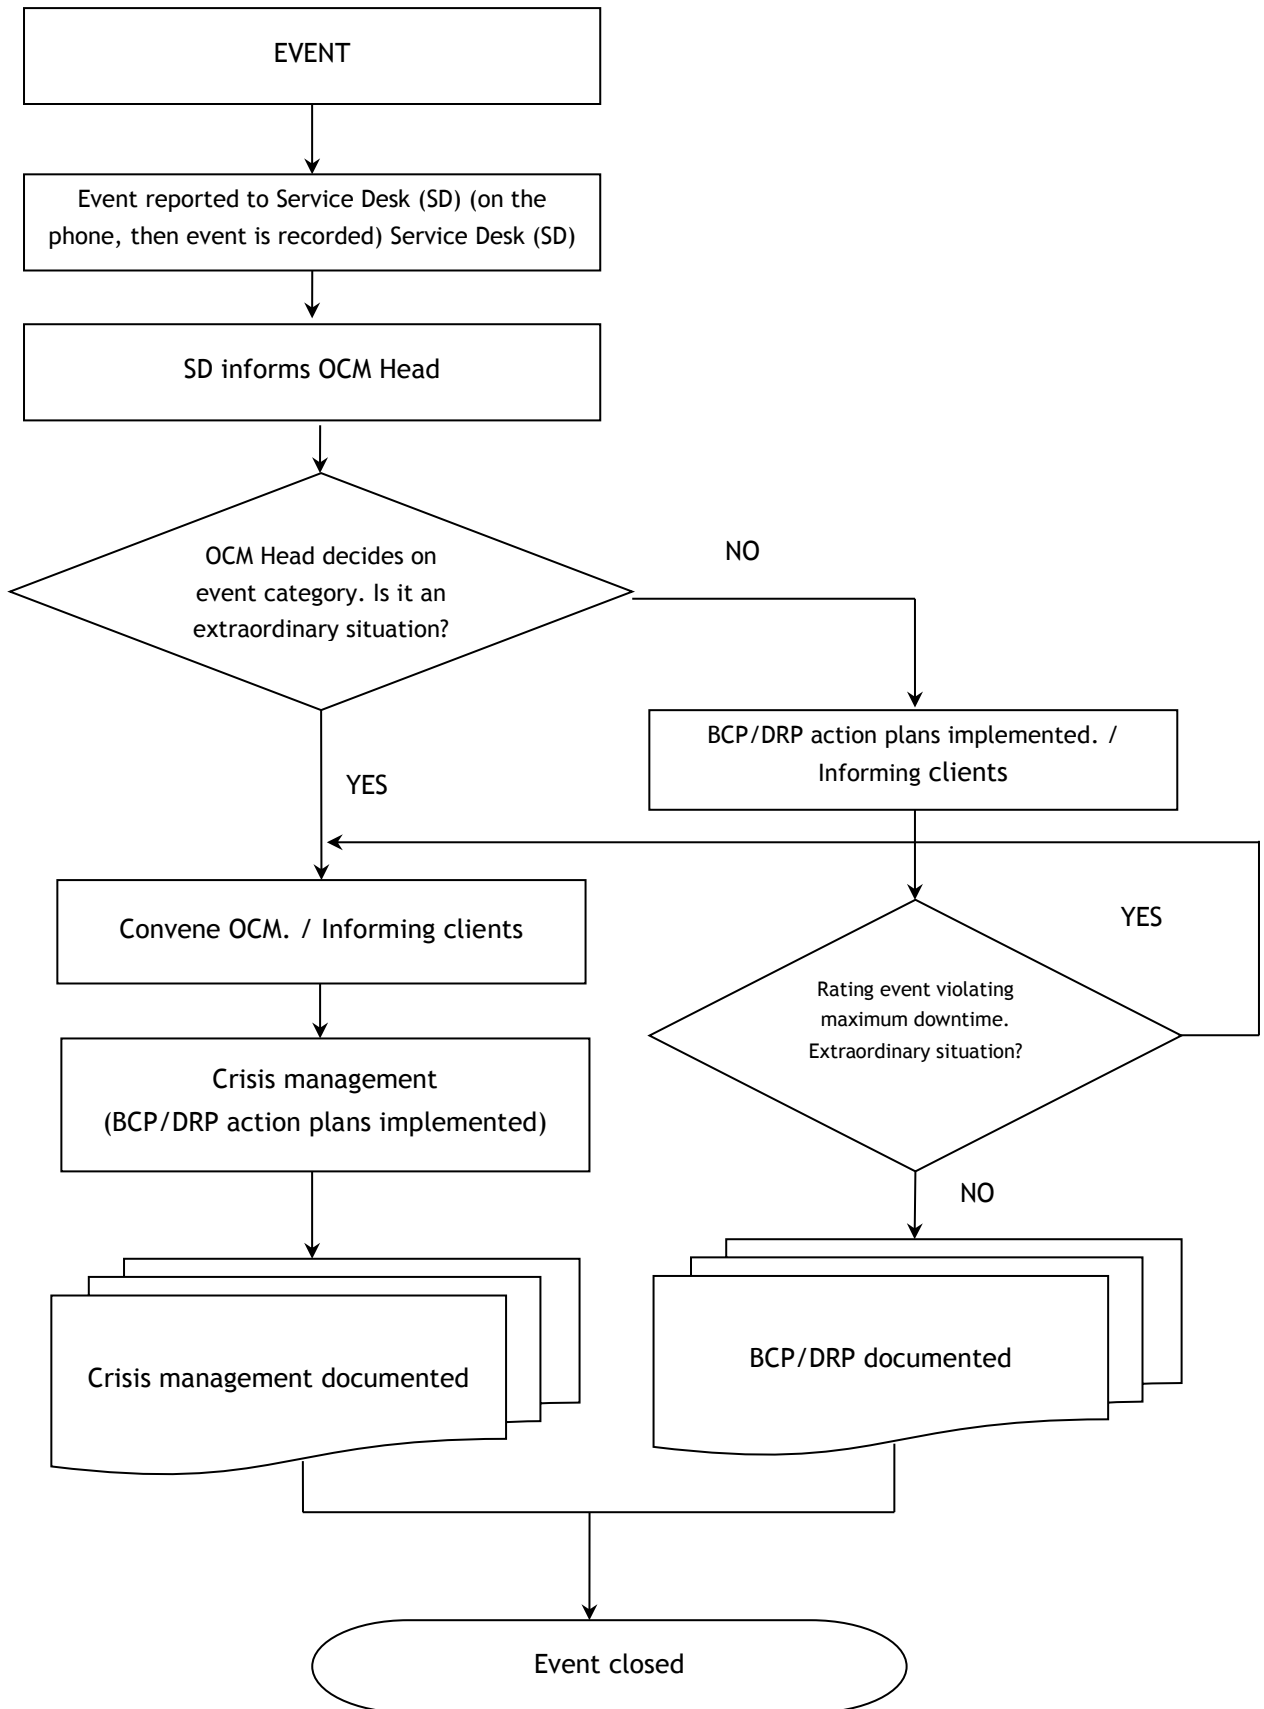 EVENT
Event reported to Service Desk (SD) (on the
phone, then event is recorded) Service Desk (SD)
SD informs OCM Head
OCM Head decides on
event category. Is it an
extraordinary situation?
NO
BCP/DRP action plans implemented. /
Informing clients
YES
Convene OCM. / Informing clients
YES
Rating event violating
maximum downtime.
Extraordinary situation?
Crisis management
(BCP/DRP action plans implemented)
NO
Crisis management documented
BCP/DRP documented
Event closed